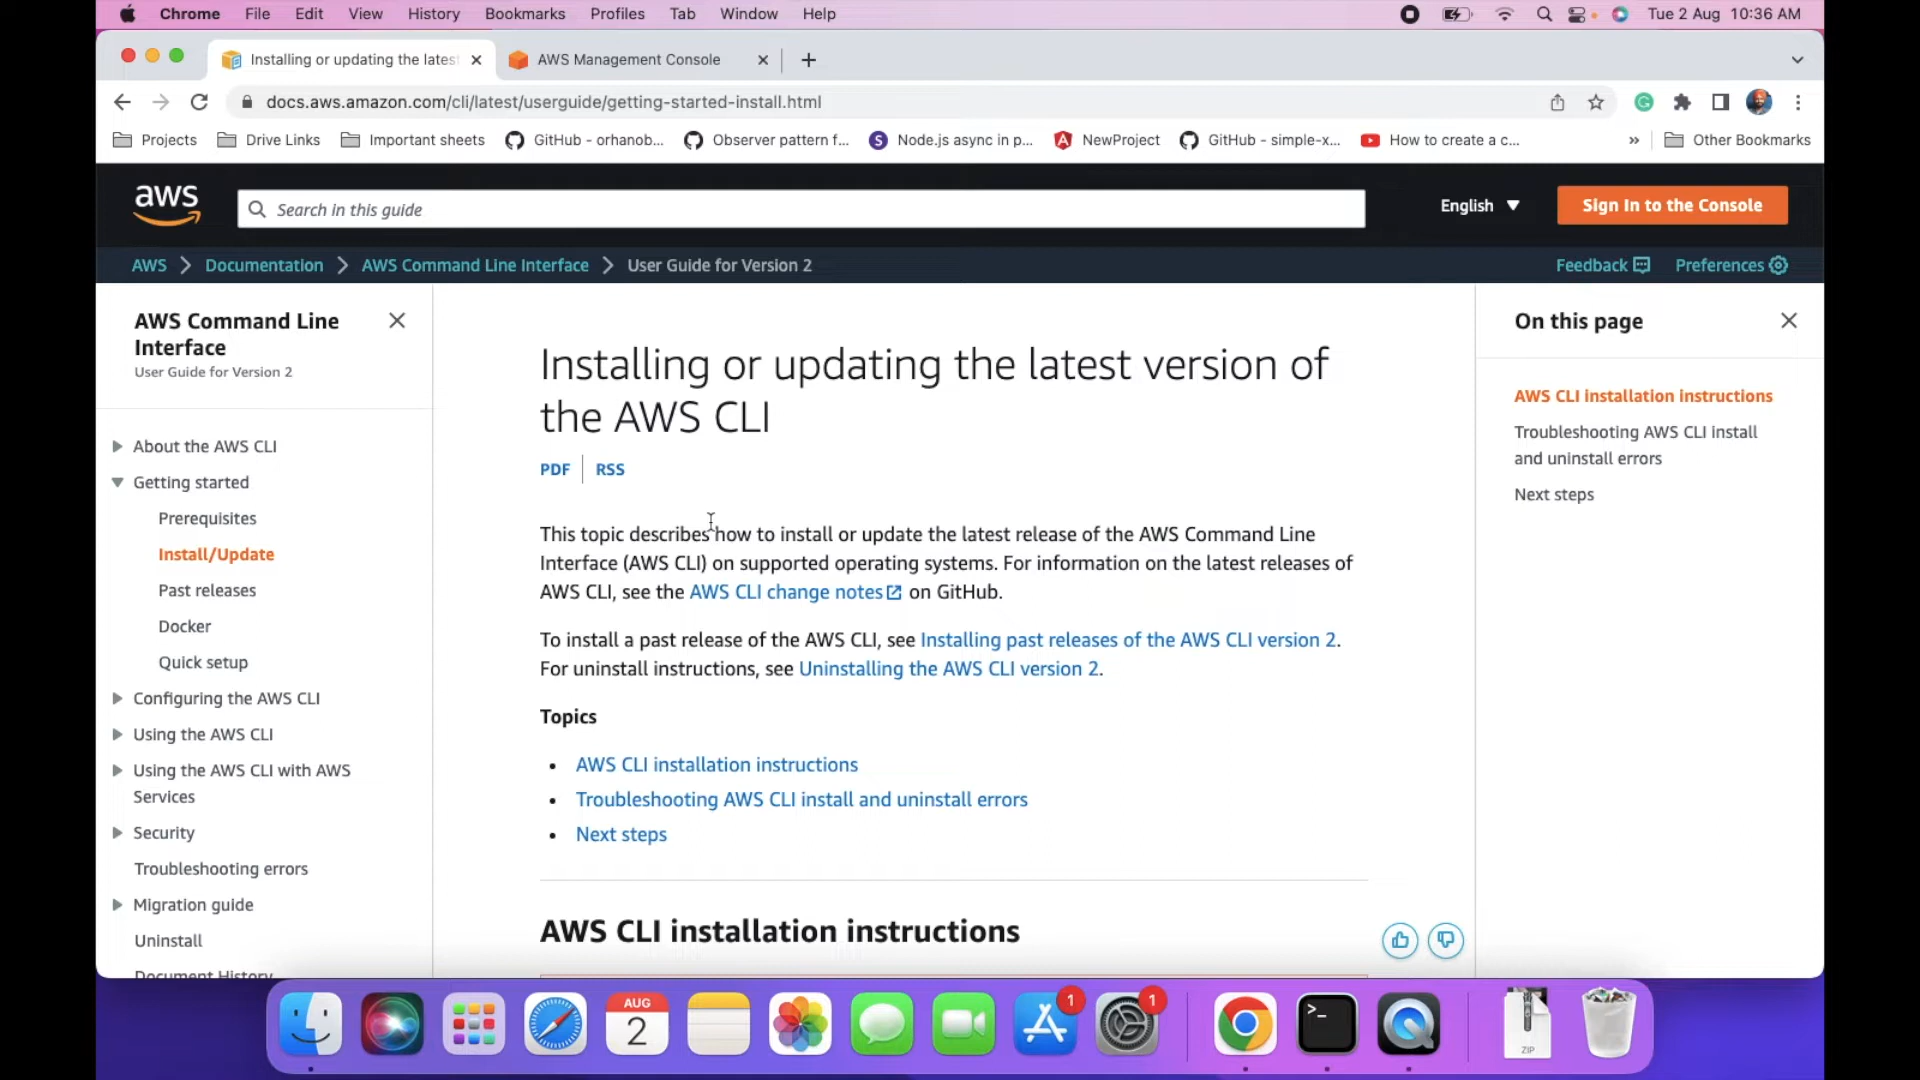 Chrome File Edit View History Bookmarks Profiles Tab Window Help Tue 2 Aug 10:36 AM
Installing or updating the latest AWS Management Console
docs.aws.amazon.com/cli/latest/userguide/getting-started-install.html
Projects Drive Links Important sheets GitHub - orhanob... Observer pattern f... Node.js async in p... NewProject GitHub - simple-x... How to create a c... » Other Bookmarks
aws Search in this guide English Sign In to the Console
AWS > Documentation > AWS Command Line Interface > User Guide for Version 2 Feedback Preferences
AWS Command Line
Interface
User Guide for Version 2
About the AWS CLI
Getting started
Prerequisites
Install/Update
Past releases
Docker
Quick setup
Configuring the AWS CLI
Using the AWS CLI
Using the AWS CLI with AWS
Services
Security
Troubleshooting errors
Migration guide
Uninstall
Document History
Installing or updating the latest version of
the AWS CLI
PDF RSS
This topic describes how to install or update the latest release of the AWS Command Line
Interface (AWS CLI) on supported operating systems. For information on the latest releases of
AWS CLI, see the AWS CLI change notes on GitHub.
To install a past release of the AWS CLI, see Installing past releases of the AWS CLI version 2.
For uninstall instructions, see Uninstalling the AWS CLI version 2.
Topics
• AWS CLI installation instructions
• Troubleshooting AWS CLI install and uninstall errors
• Next steps
AWS CLI installation instructions
On this page
AWS CLI installation instructions
Troubleshooting AWS CLI install
and uninstall errors
Next steps
AUG
2
1
1
>_
ZIP